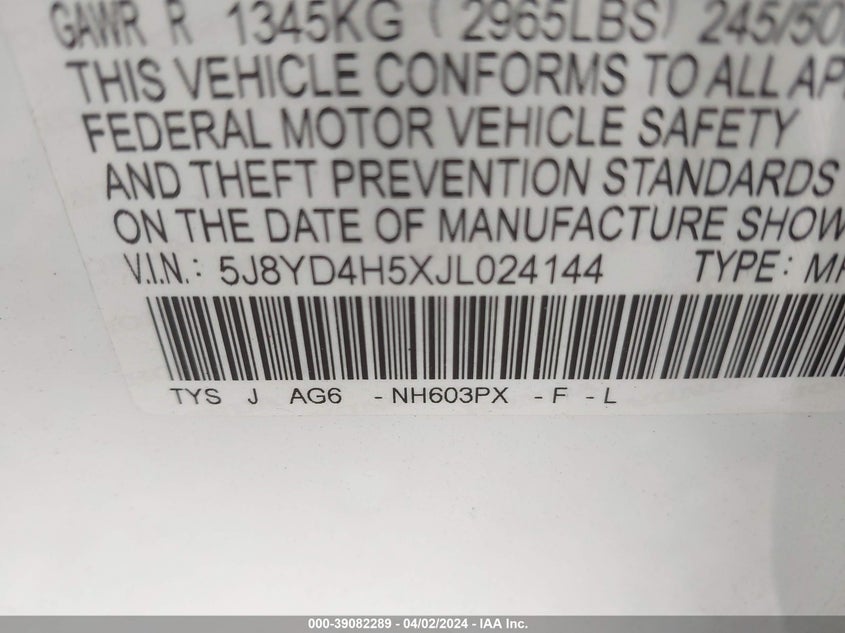 GAWR R 1345KG ( 2965LBS) 245/50
THIS VEHICLE CONFORMS TO ALL
FEDERAL MOTOR VEHICLE SAFETY
AND THEFT PREVENTION STANDARDS
ON THE DATE OF MANUFACTURE SHOW
V.I.N.: 5J8YD4H5XJL024144 TYPE: M
TYS J AG6 -NH603PX -F -L
000-39082289 - 04/02/2024 - IAA, Inc.